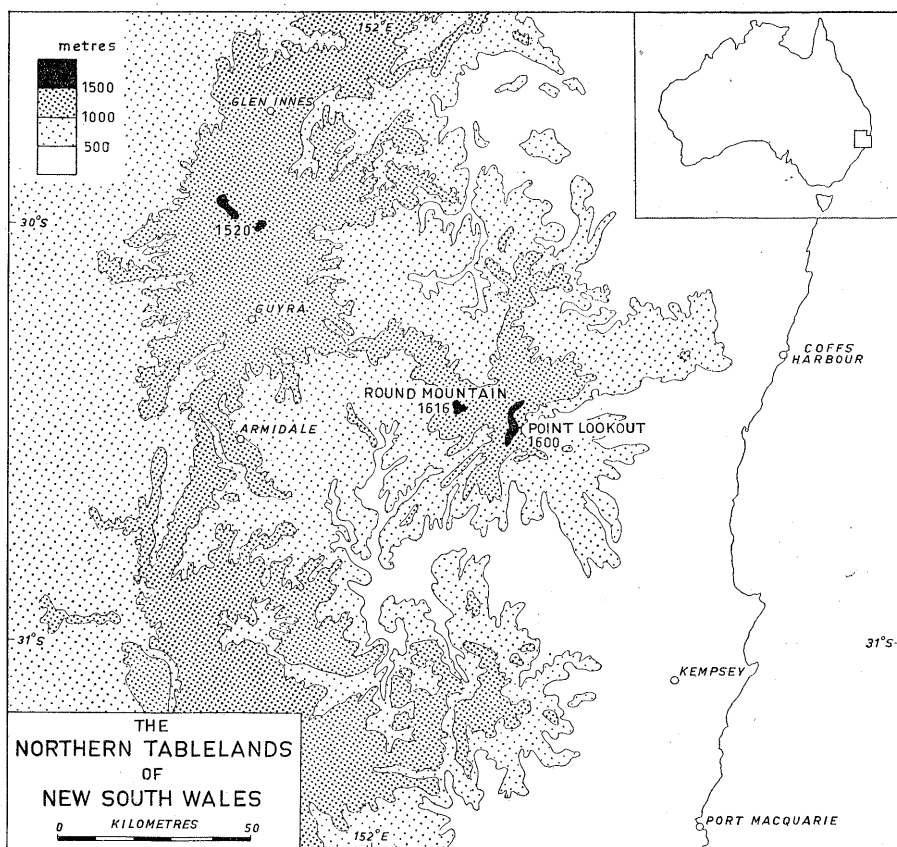 metres
1500
1000
500
152°E
GLEN INNES
30°S
1520
GUYRA
COFFS
HARBOUR
ROUND MOUNTAIN
1616
ARMIDALE
POINT LOOKOUT
1600
31°S
31°S
KEMPSEY
THE
NORTHERN TABLELANDS
OF
NEW SOUTH WALES
0 KILOMETRES 50
152°E
PORT MACQUARIE